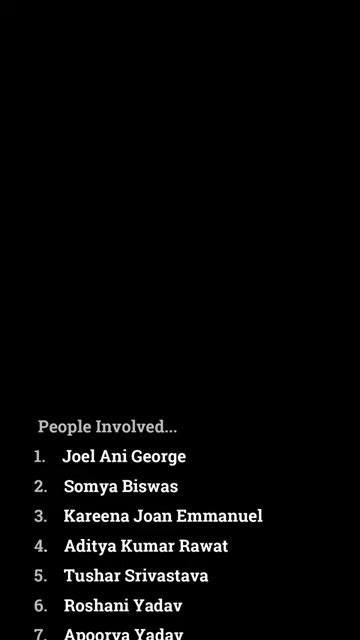 People Involved...
1. Joel Ani George
2. Somya Biswas
3. Kareena Joan Emmanuel
4. Aditya Kumar Rawat
5. Tushar Srivastava
6. Roshani Yadav
7. Apoorva Yadav